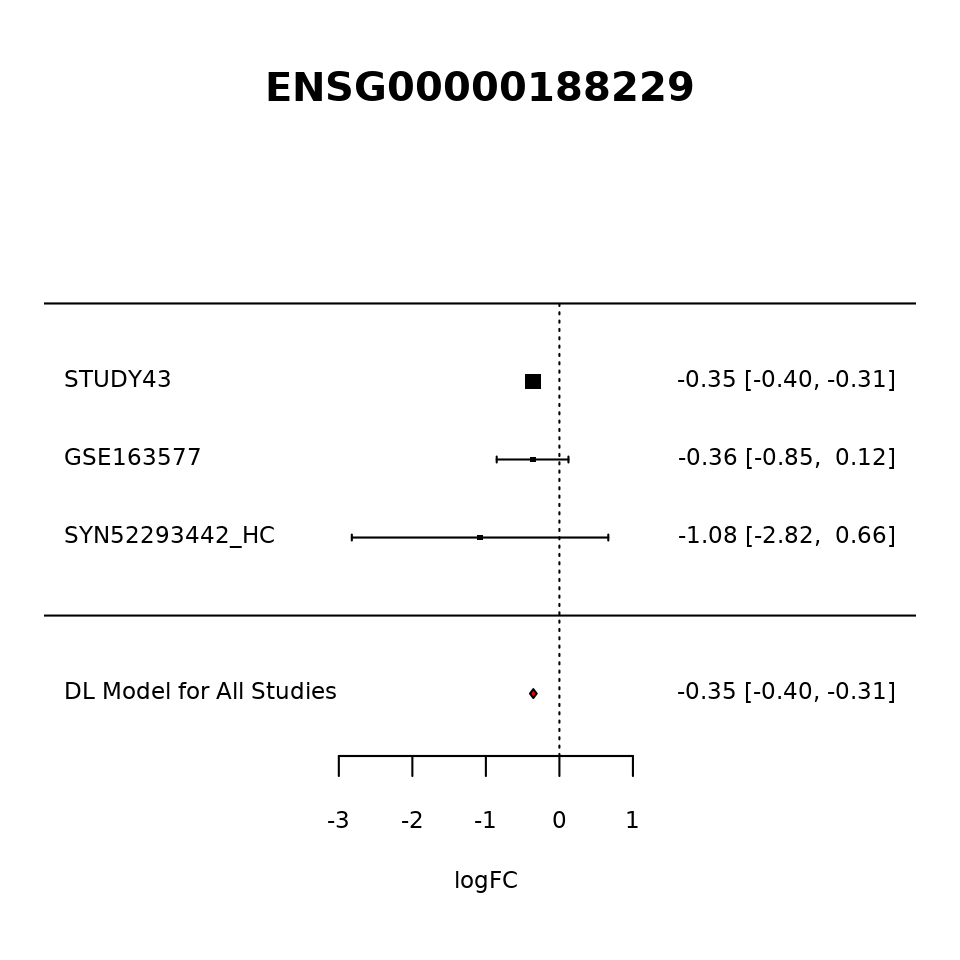 ENSG00000188229
STUDY43 -0.35 [-0.40, -0.31]
GSE163577 -0.36 [-0.85, 0.12]
SYN52293442_HC -1.08 [-2.82, 0.66]
DL Model for All Studies -0.35 [-0.40, -0.31]
-3 -2 -1 0 1
logFC